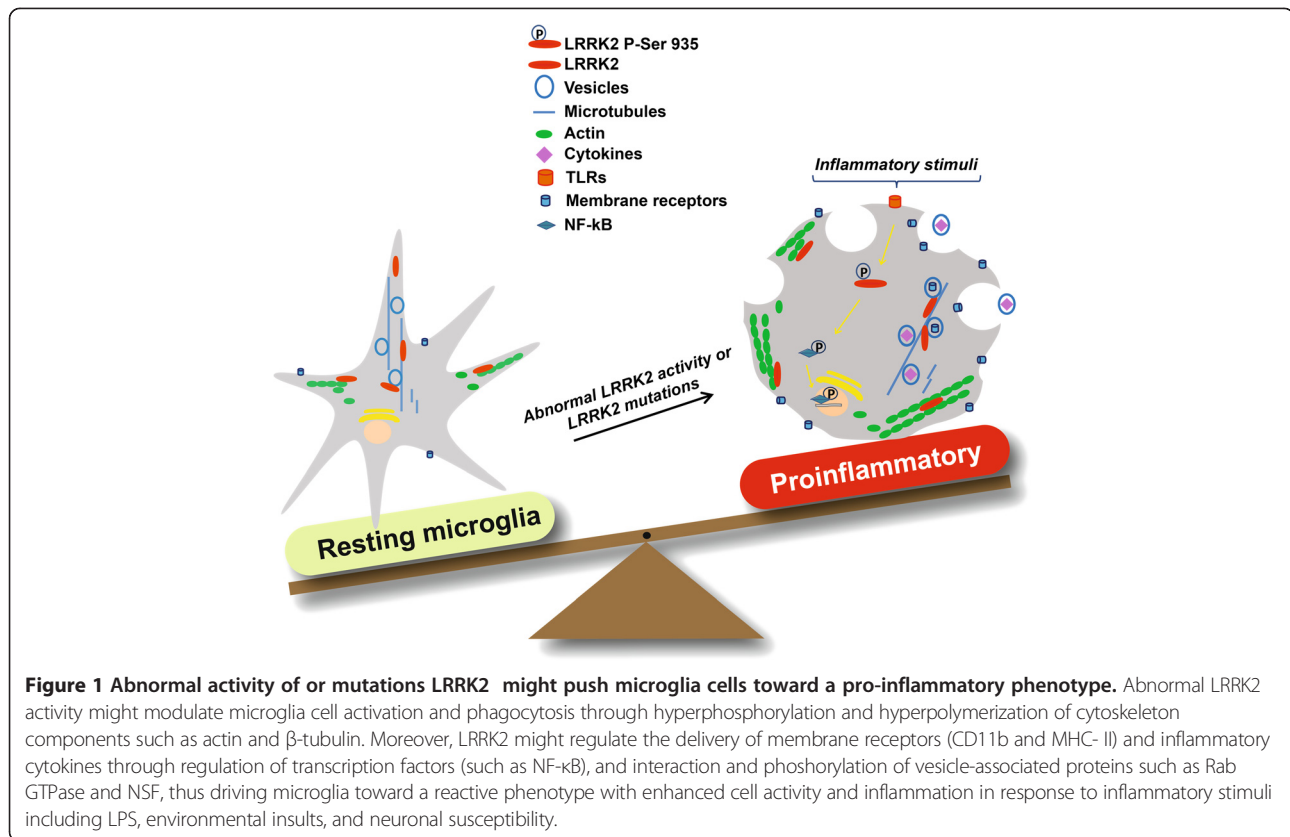 P
LRRK2 P-Ser 935
LRRK2
Vesicles
Microtubules
Actin
Cytokines
TLRs
Membrane receptors
NF-kB
Inflammatory stimuli
P
P
P
Abnormal LRRK2 activity or
LRRK2 mutations
Resting microglia
Proinflammatory
Figure 1 Abnormal activity of or mutations LRRK2 might push microglia cells toward a pro-inflammatory phenotype. Abnormal LRRK2
activity might modulate microglia cell activation and phagocytosis through hyperphosphorylation and hyperpolymerization of cytoskeleton
components such as actin and β-tubulin. Moreover, LRRK2 might regulate the delivery of membrane receptors (CD11b and MHC- II) and inflammatory
cytokines through regulation of transcription factors (such as NF-κB), and interaction and phoshorylation of vesicle-associated proteins such as Rab
GTPase and NSF, thus driving microglia toward a reactive phenotype with enhanced cell activity and inflammation in response to inflammatory stimuli
including LPS, environmental insults, and neuronal susceptibility.